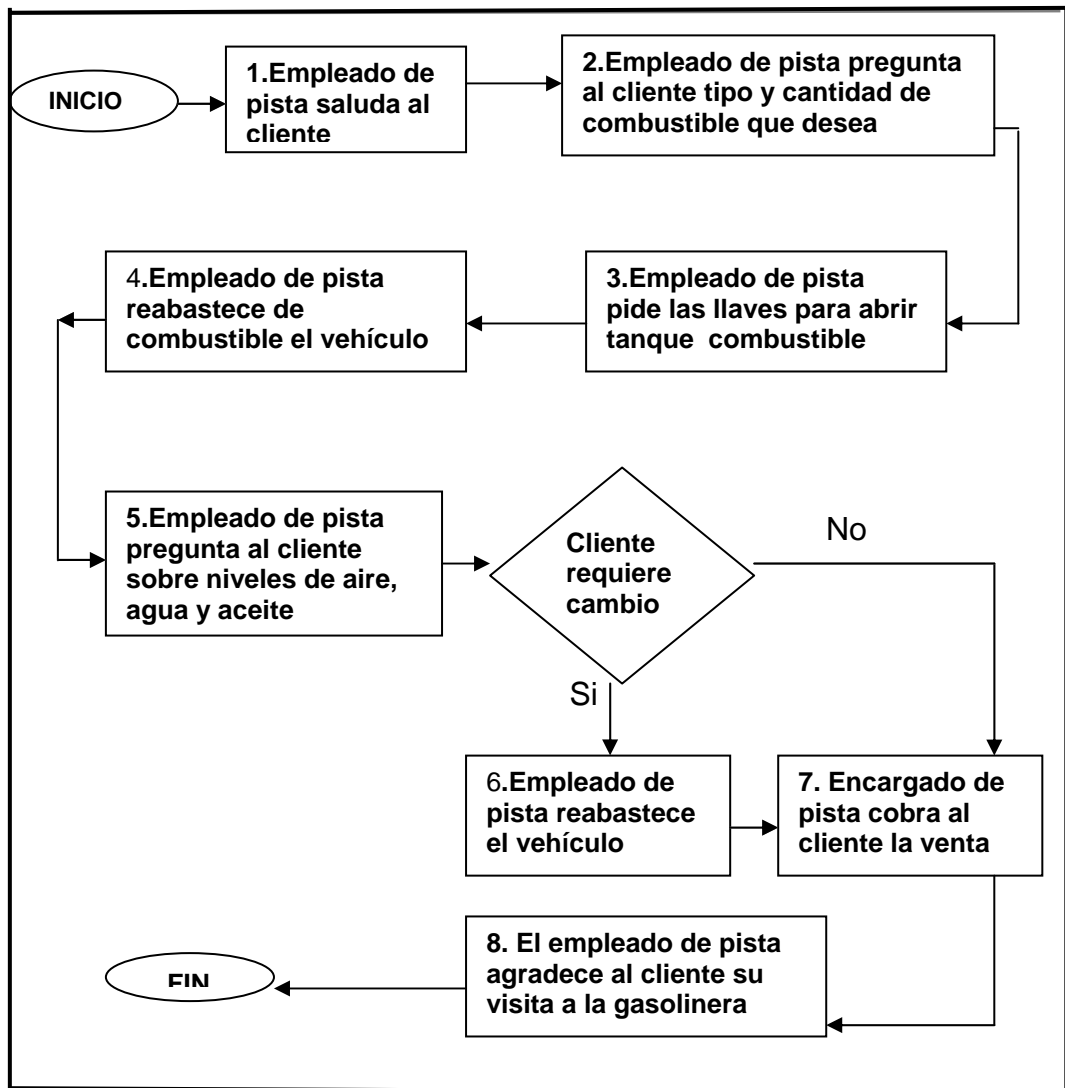 INICIO
1.Empleado de
pista saluda al
cliente
2.Empleado de pista pregunta
al cliente tipo y cantidad de
combustible que desea
4.Empleado de pista
reabastece de
combustible el vehículo
3.Empleado de pista
pide las llaves para abrir
tanque combustible
5.Empleado de pista
pregunta al cliente
sobre niveles de aire,
agua y aceite
Cliente
requiere
cambio
No
Si
6.Empleado de
pista reabastece
el vehículo
7. Encargado de
pista cobra al
cliente la venta
8. El empleado de pista
agradece al cliente su
visita a la gasolinera
FIN